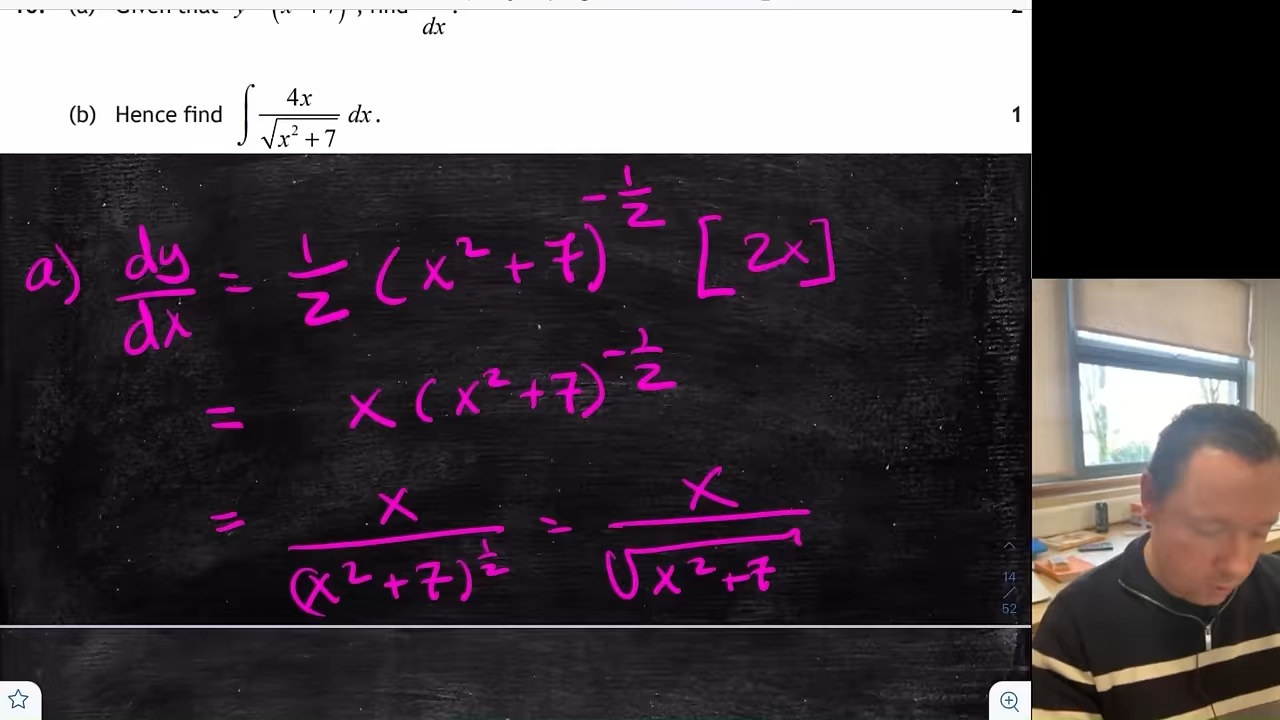 dx
(b) Hence find ∫ 4x/√(x² + 7) dx. 1
a) dy/dx = 1/2 (x² + 7)^(-1/2) [2x]
= x (x² + 7)^(-1/2)
= x/(x² + 7)^(1/2) = x/√(x² + 7)
14
/
52